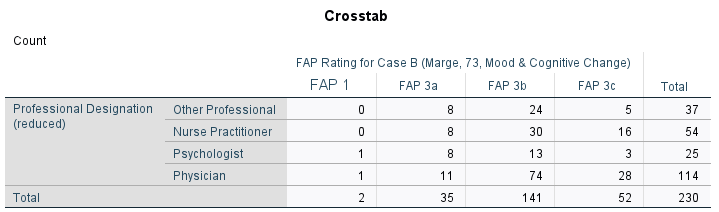 Crosstab
Count
FAP Rating for Case B (Marge, 73, Mood & Cognitive Change)
FAP 1 FAP 3a FAP 3b FAP 3c Total
Professional Designation (reduced) Other Professional 0 8 24 5 37
Nurse Practitioner 0 8 30 16 54
Psychologist 1 8 13 3 25
Physician 1 11 74 28 114
Total 2 35 141 52 230